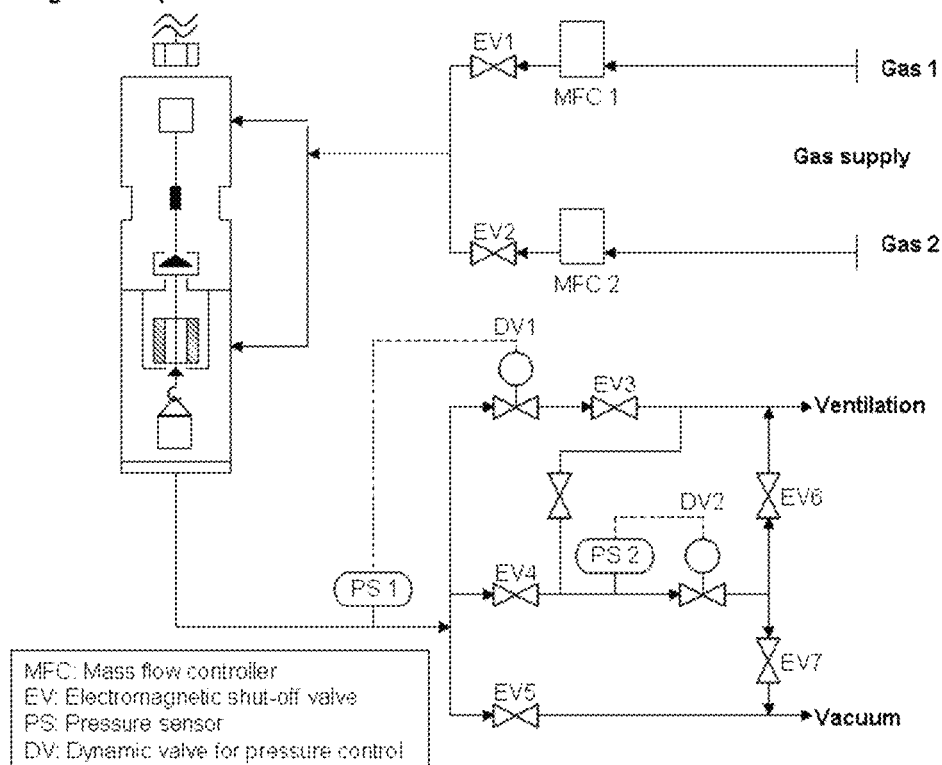 EV1
MFC 1
Gas 1
Gas supply
EV2
MFC 2
Gas 2
DV1
EV3
Ventilation
EV6
DV2
PS 2
EV4
PS 1
EV7
EV5
Vacuum
MFC: Mass flow controller
EV: Electromagnetic shut-off valve
PS: Pressure sensor
DV: Dynamic valve for pressure control